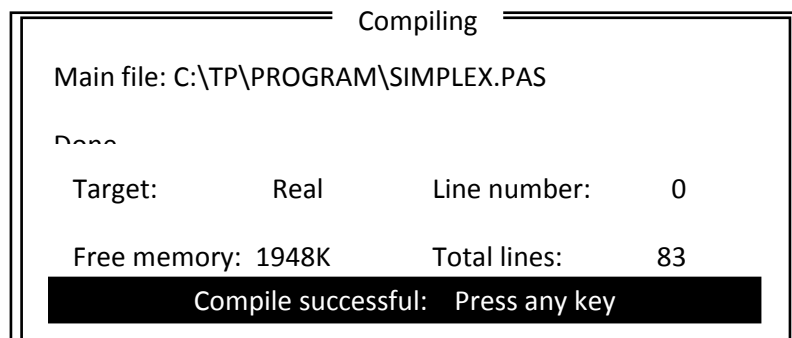 Compiling
Main file: C:\TP\PROGRAM\SIMPLEX.PAS
Done
Target: Real Line number: 0
Free memory: 1948K Total lines: 83
Compile successful: Press any key